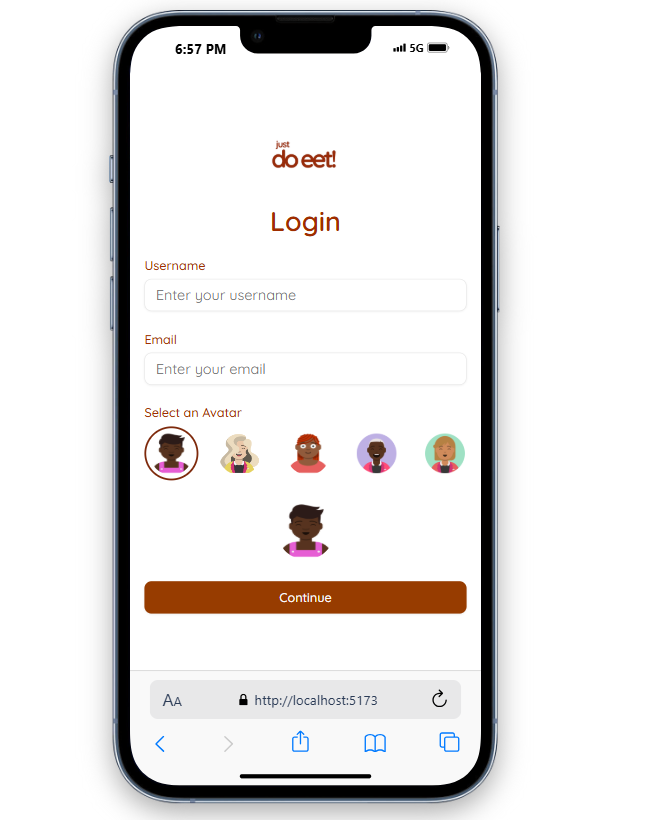 6:57 PM
5G
just
do eet!
Login
Username
Enter your username
Email
Enter your email
Select an Avatar
Continue
AA
http://localhost:5173